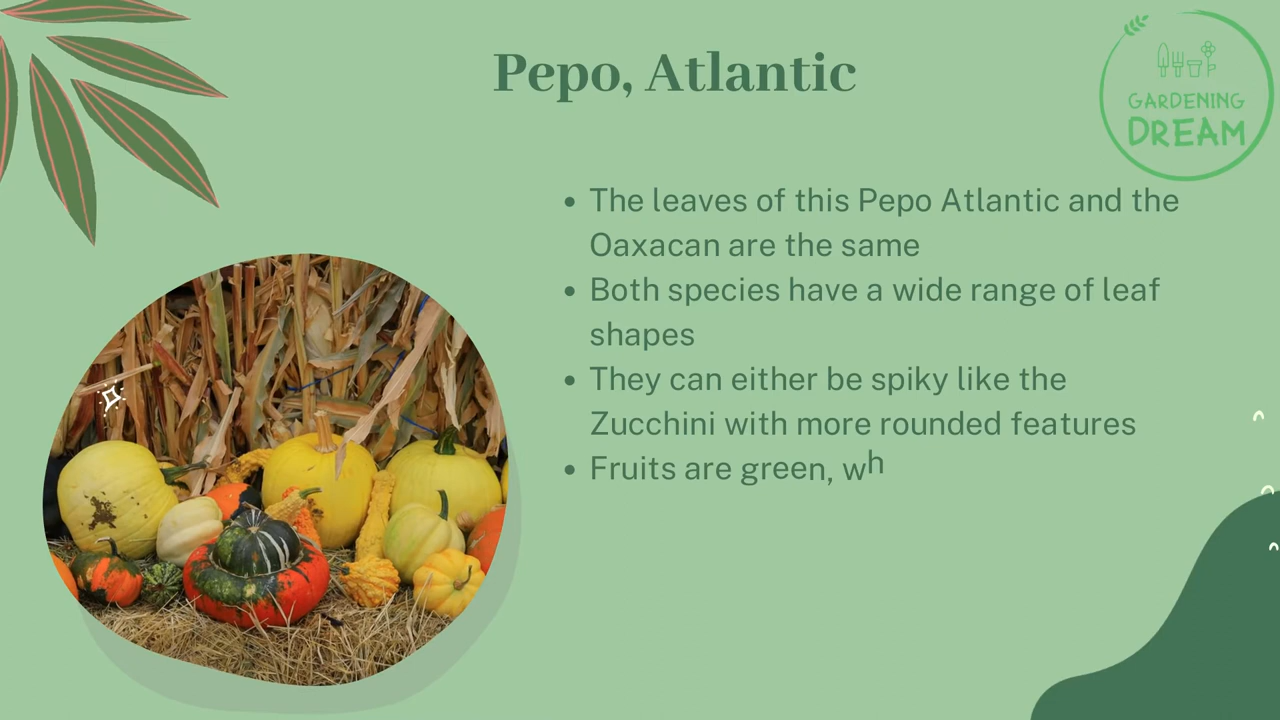 Pepo, Atlantic
GARDENING
DREAM
• The leaves of this Pepo Atlantic and the
Oaxacan are the same
• Both species have a wide range of leaf
shapes
• They can either be spiky like the
Zucchini with more rounded features
• Fruits are green, wh